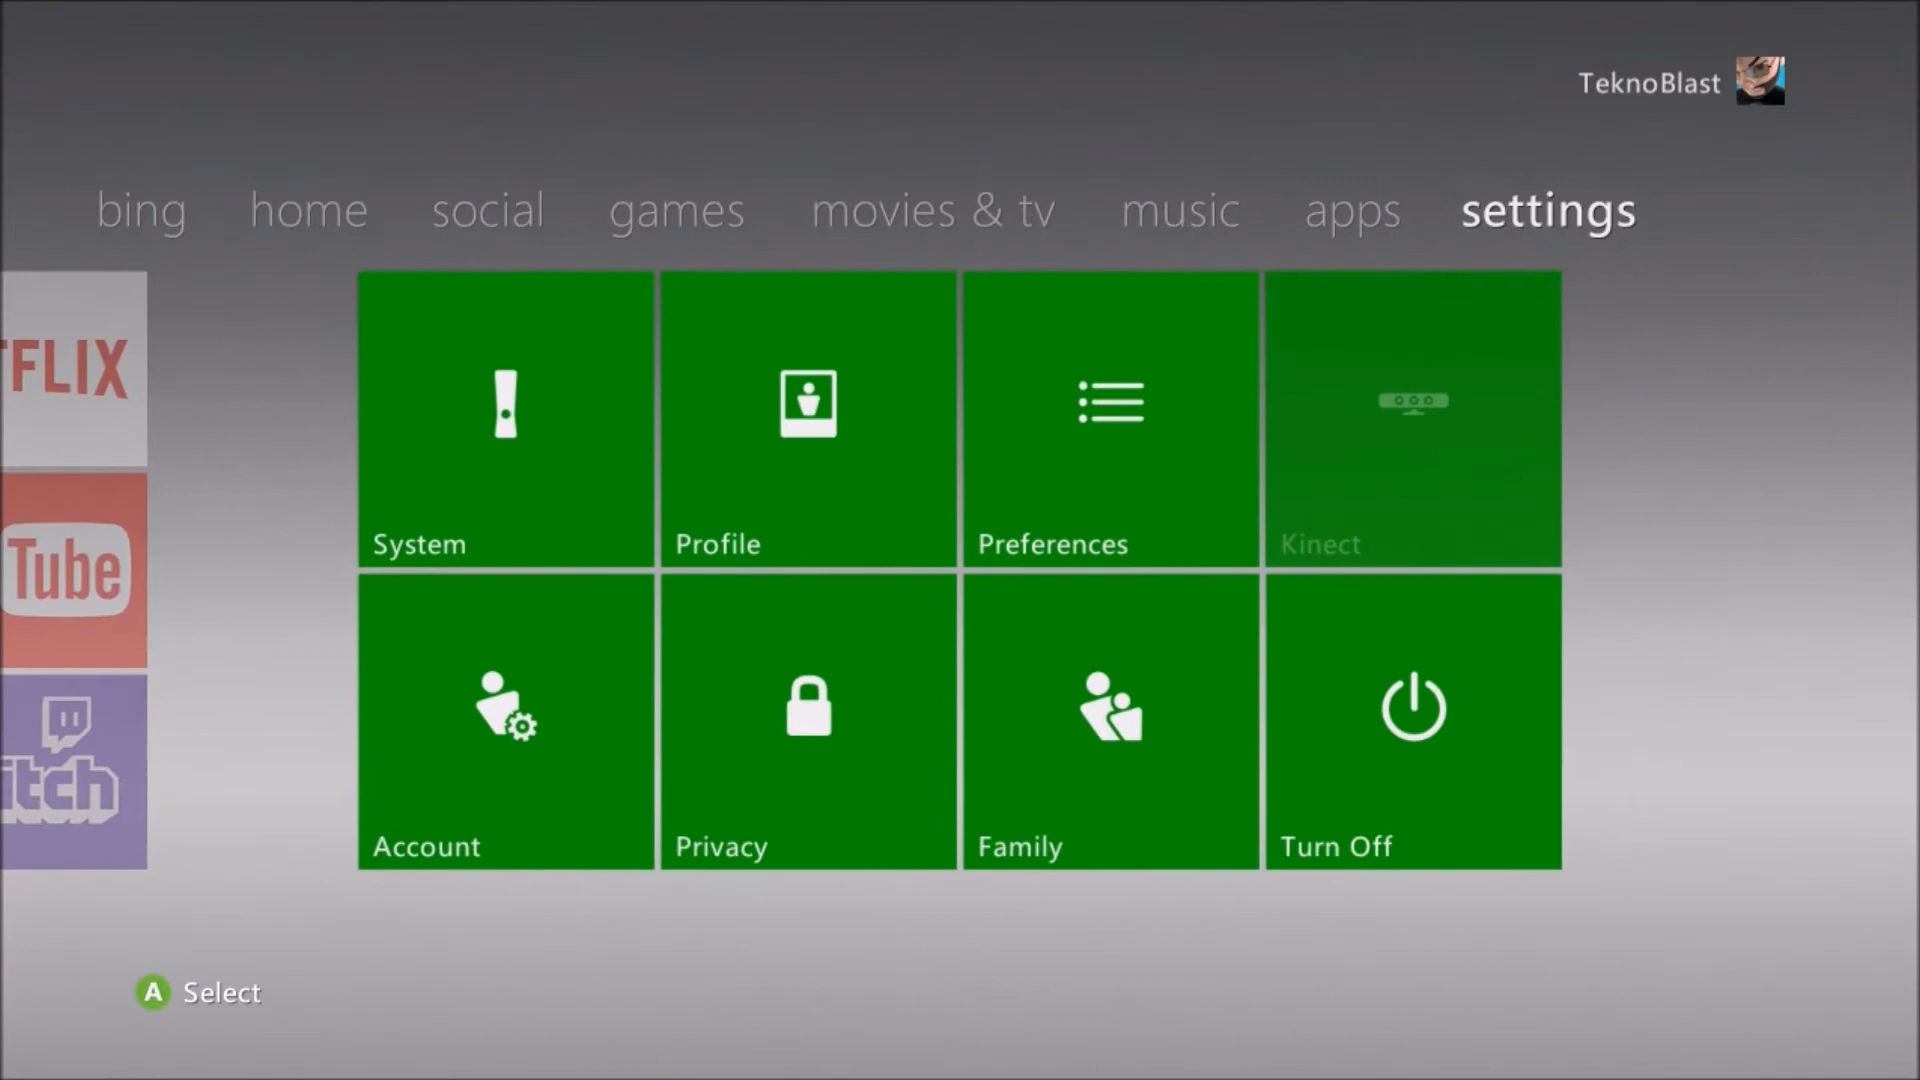 TeknoBlast
bing home social games movies & tv music apps settings
TFLIX
Tube
itch
System Profile Preferences Kinect
Account Privacy Family Turn Off
A Select